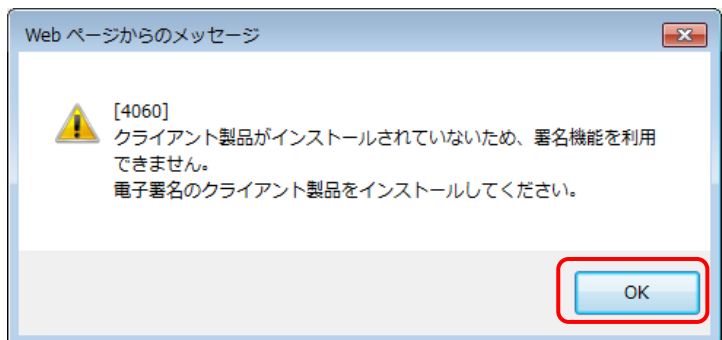 Web ページからのメッセージ
[4060]
クライアント製品がインストールされていないため、署名機能を利用
できません。
電子署名のクライアント製品をインストールしてください。
OK